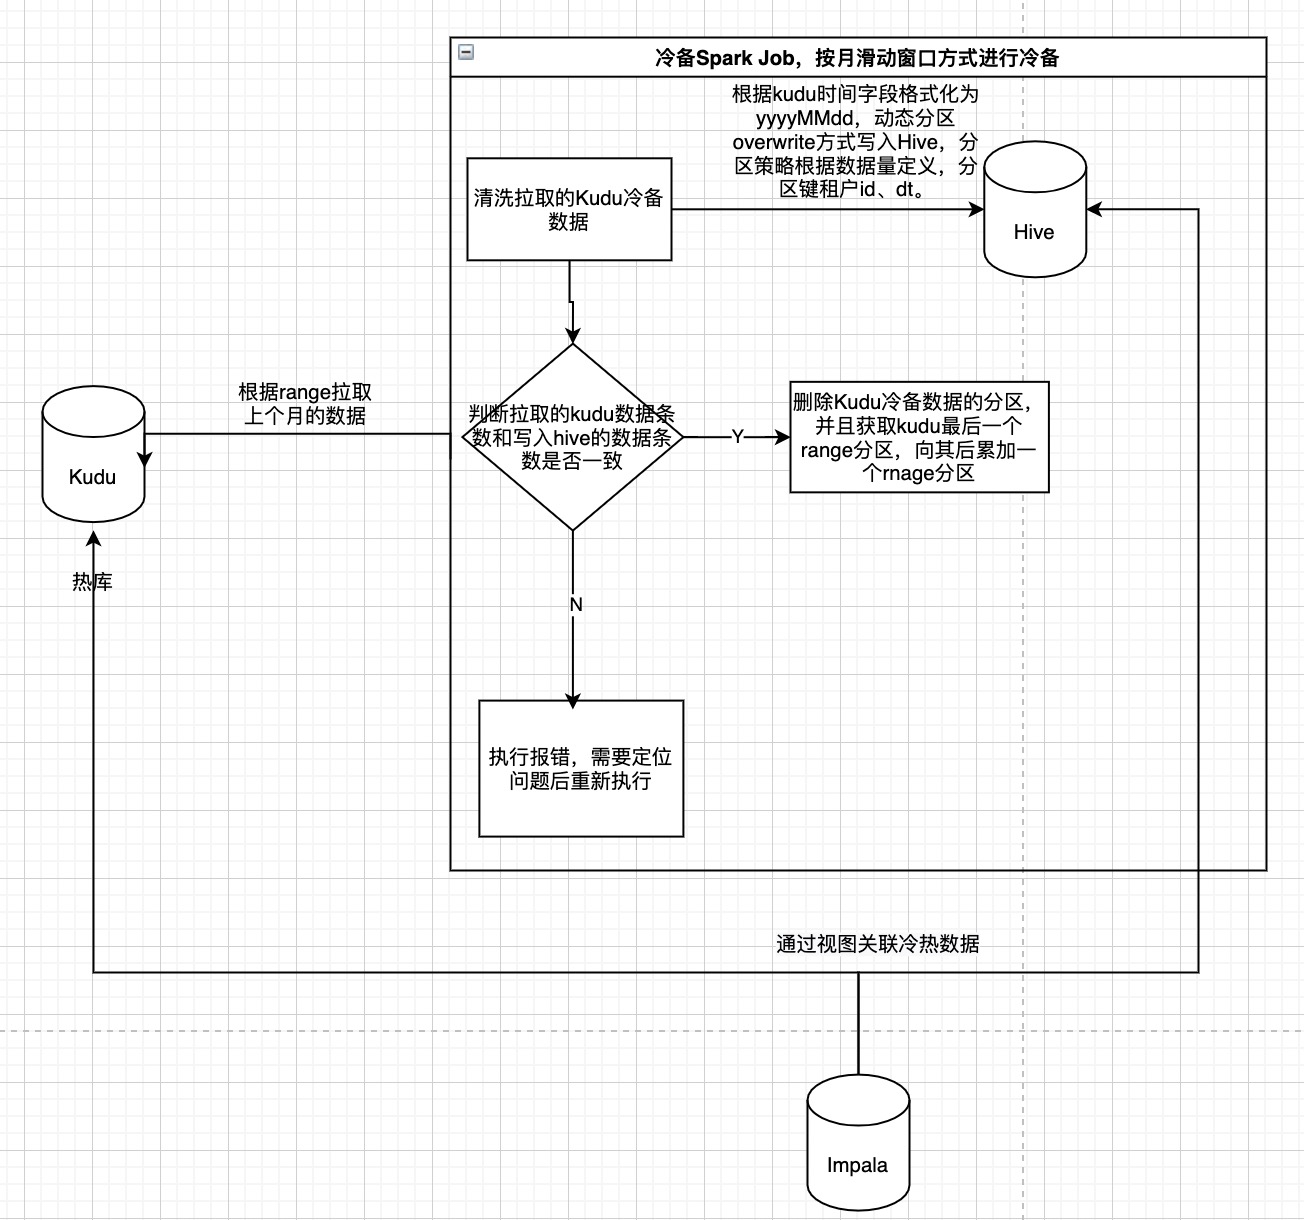 冷备Spark Job，按月滑动窗口方式进行冷备
根据kudu时间字段格式化为
yyyyMMdd，动态分区
overwrite方式写入Hive，分
区策略根据数据量定义，分
区键租户id、dt。
清洗拉取的Kudu冷备
数据
Hive
根据range拉取
上个月的数据
Kudu
热库
判断拉取的kudu数据条
数和写入hive的数据条
数是否一致
Y
删除Kudu冷备数据的分区，
并且获取kudu最后一个
range分区，向其后累加一
个rnage分区
N
执行报错，需要定位
问题后重新执行
通过视图关联冷热数据
Impala